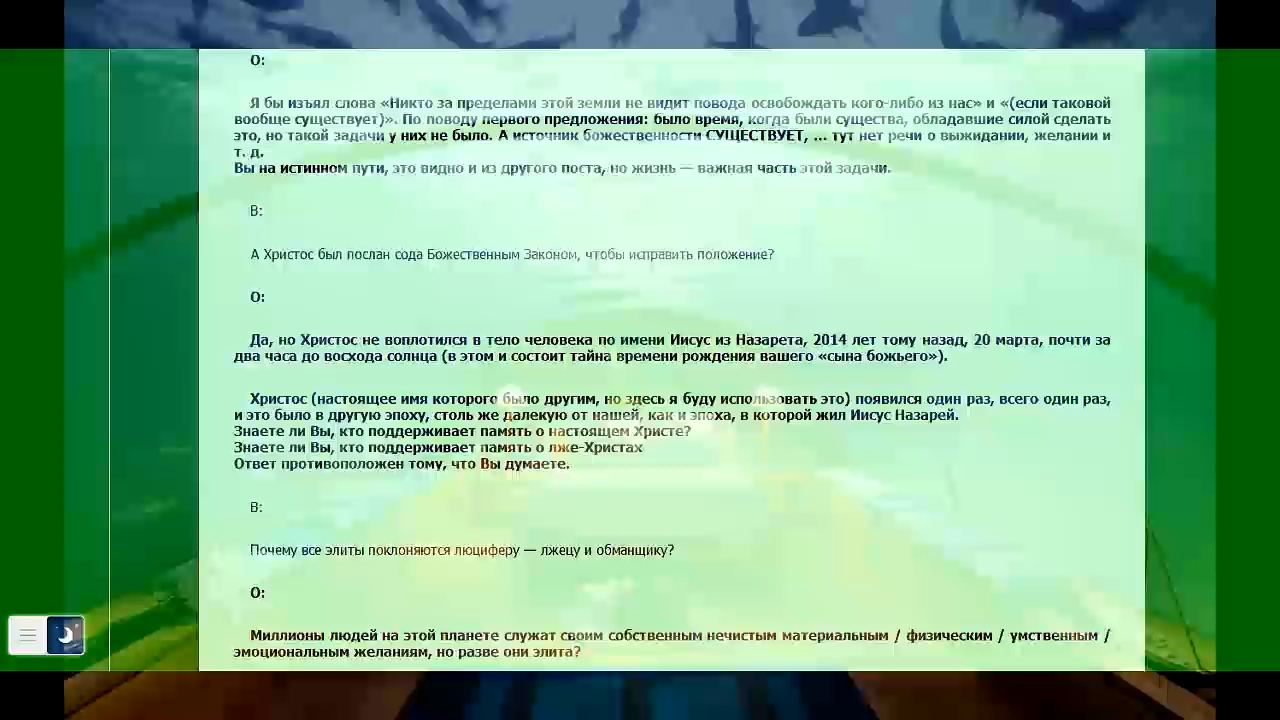 О:
Я бы изъял слова «Никто за пределами этой земли не видит повода освобождать кого-либо из нас» и «(если таковой
вообще существует)». По поводу первого предложения: было время, когда были существа, обладавшие силой сделать
это, но такой задачи у них не было. А источник божественности СУЩЕСТВУЕТ, ... тут нет речи о выжидании, желании и
т. д.
Вы на истинном пути, это видно и из другого поста, но жизнь — важная часть этой задачи.
В:
А Христос был послан сода Божественным Законом, чтобы исправить положение?
О:
Да, но Христос не воплотился в тело человека по имени Иисус из Назарета, 2014 лет тому назад, 20 марта, почти за
два часа до восхода солнца (в этом и состоит тайна времени рождения вашего «сына божьего»).
Христос (настоящее имя которого было другим, но здесь я буду использовать это) появился один раз, всего один раз,
и это было в другую эпоху, столь же далекую от нашей, как и эпоха, в которой жил Иисус Назарей.
Знаете ли Вы, кто поддерживает память о настоящем Христе?
Знаете ли Вы, кто поддерживает память о лже-Христах
Ответ противоположен тому, что Вы думаете.
В:
Почему все элиты поклоняются люциферу — лжецу и обманщику?
О:
Миллионы людей на этой планете служат своим собственным нечистым материальным / физическим / умственным /
эмоциональным желаниям, но разве они элита?